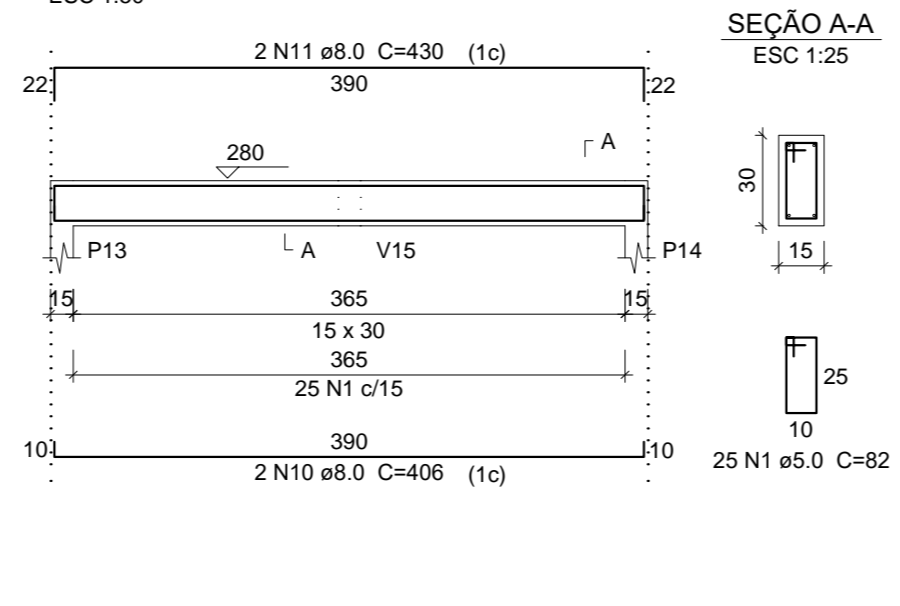 SEÇÃO A-A
ESC 1:25
2 N11 ø8.0 C=430 (1c)
22
390
22
280
A
30
P13
A
V15
P14
15
15
365
15
15 x 30
365
25 N1 c/15
25
10
390
10
10
2 N10 ø8.0 C=406 (1c)
25 N1 ø5.0 C=82